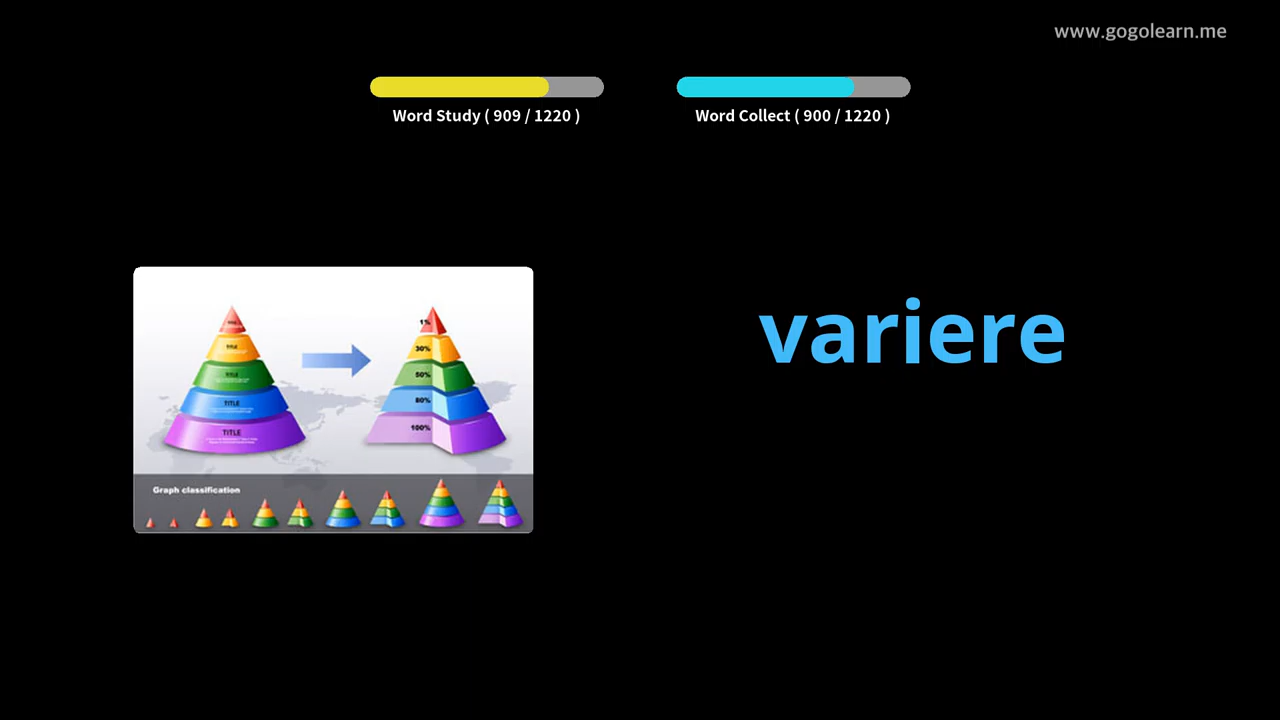 www.gogolearn.me
Word Study ( 909 / 1220 )
Word Collect ( 900 / 1220 )
variere
1%
30%
50%
80%
100%
TITLE
TITLE
TITLE
TITLE
Graph classification